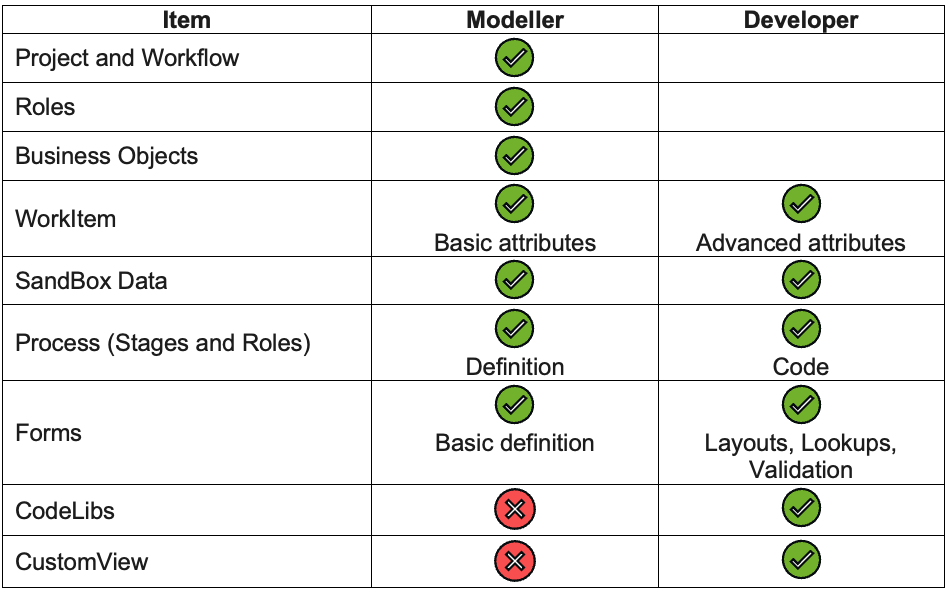 Item Modeller Developer
Project and Workflow
Roles
Business Objects
WorkItem
Basic attributes Advanced attributes
SandBox Data
Process (Stages and Roles)
Definition Code
Forms
Basic definition Layouts, Lookups,
Validation
CodeLibs
CustomView